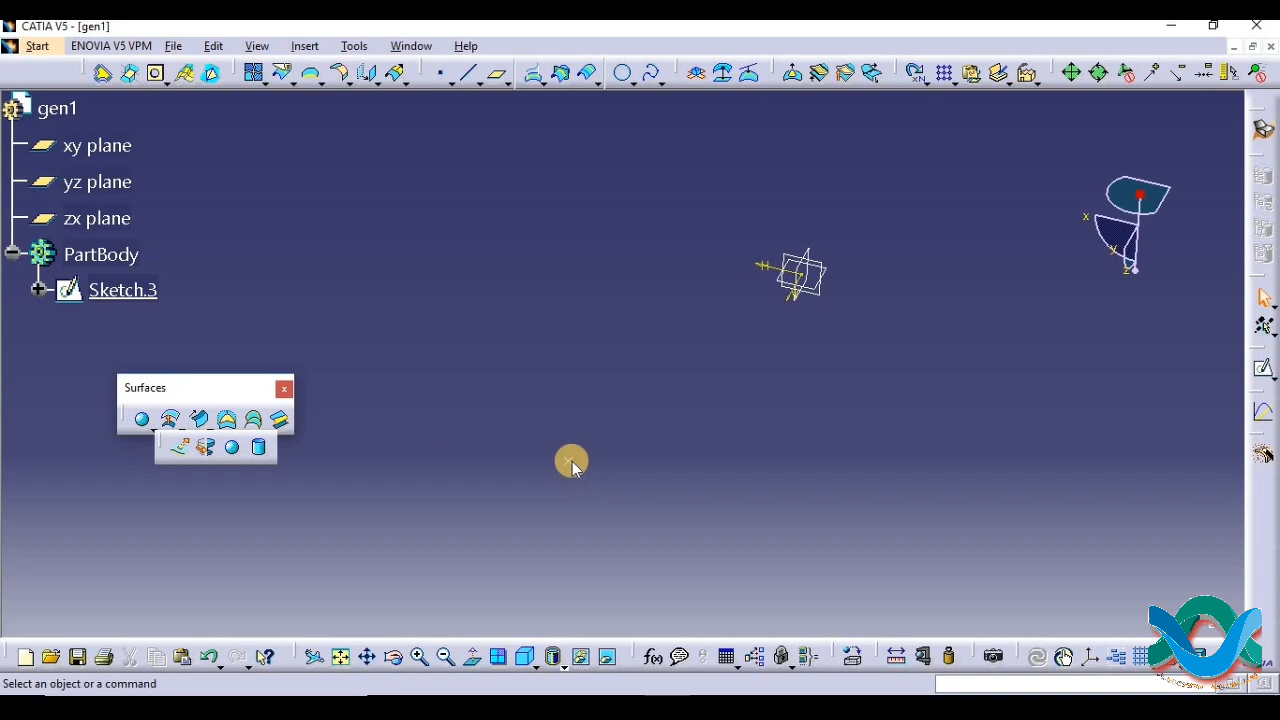 CATIA V5 - [gen1]
Start ENOVIA V5 VPM File Edit View Insert Tools Window Help
gen1
xy plane
yz plane
zx plane
PartBody
Sketch.3
x
y
z
H
Surfaces
x
f(x)
Select an object or a command